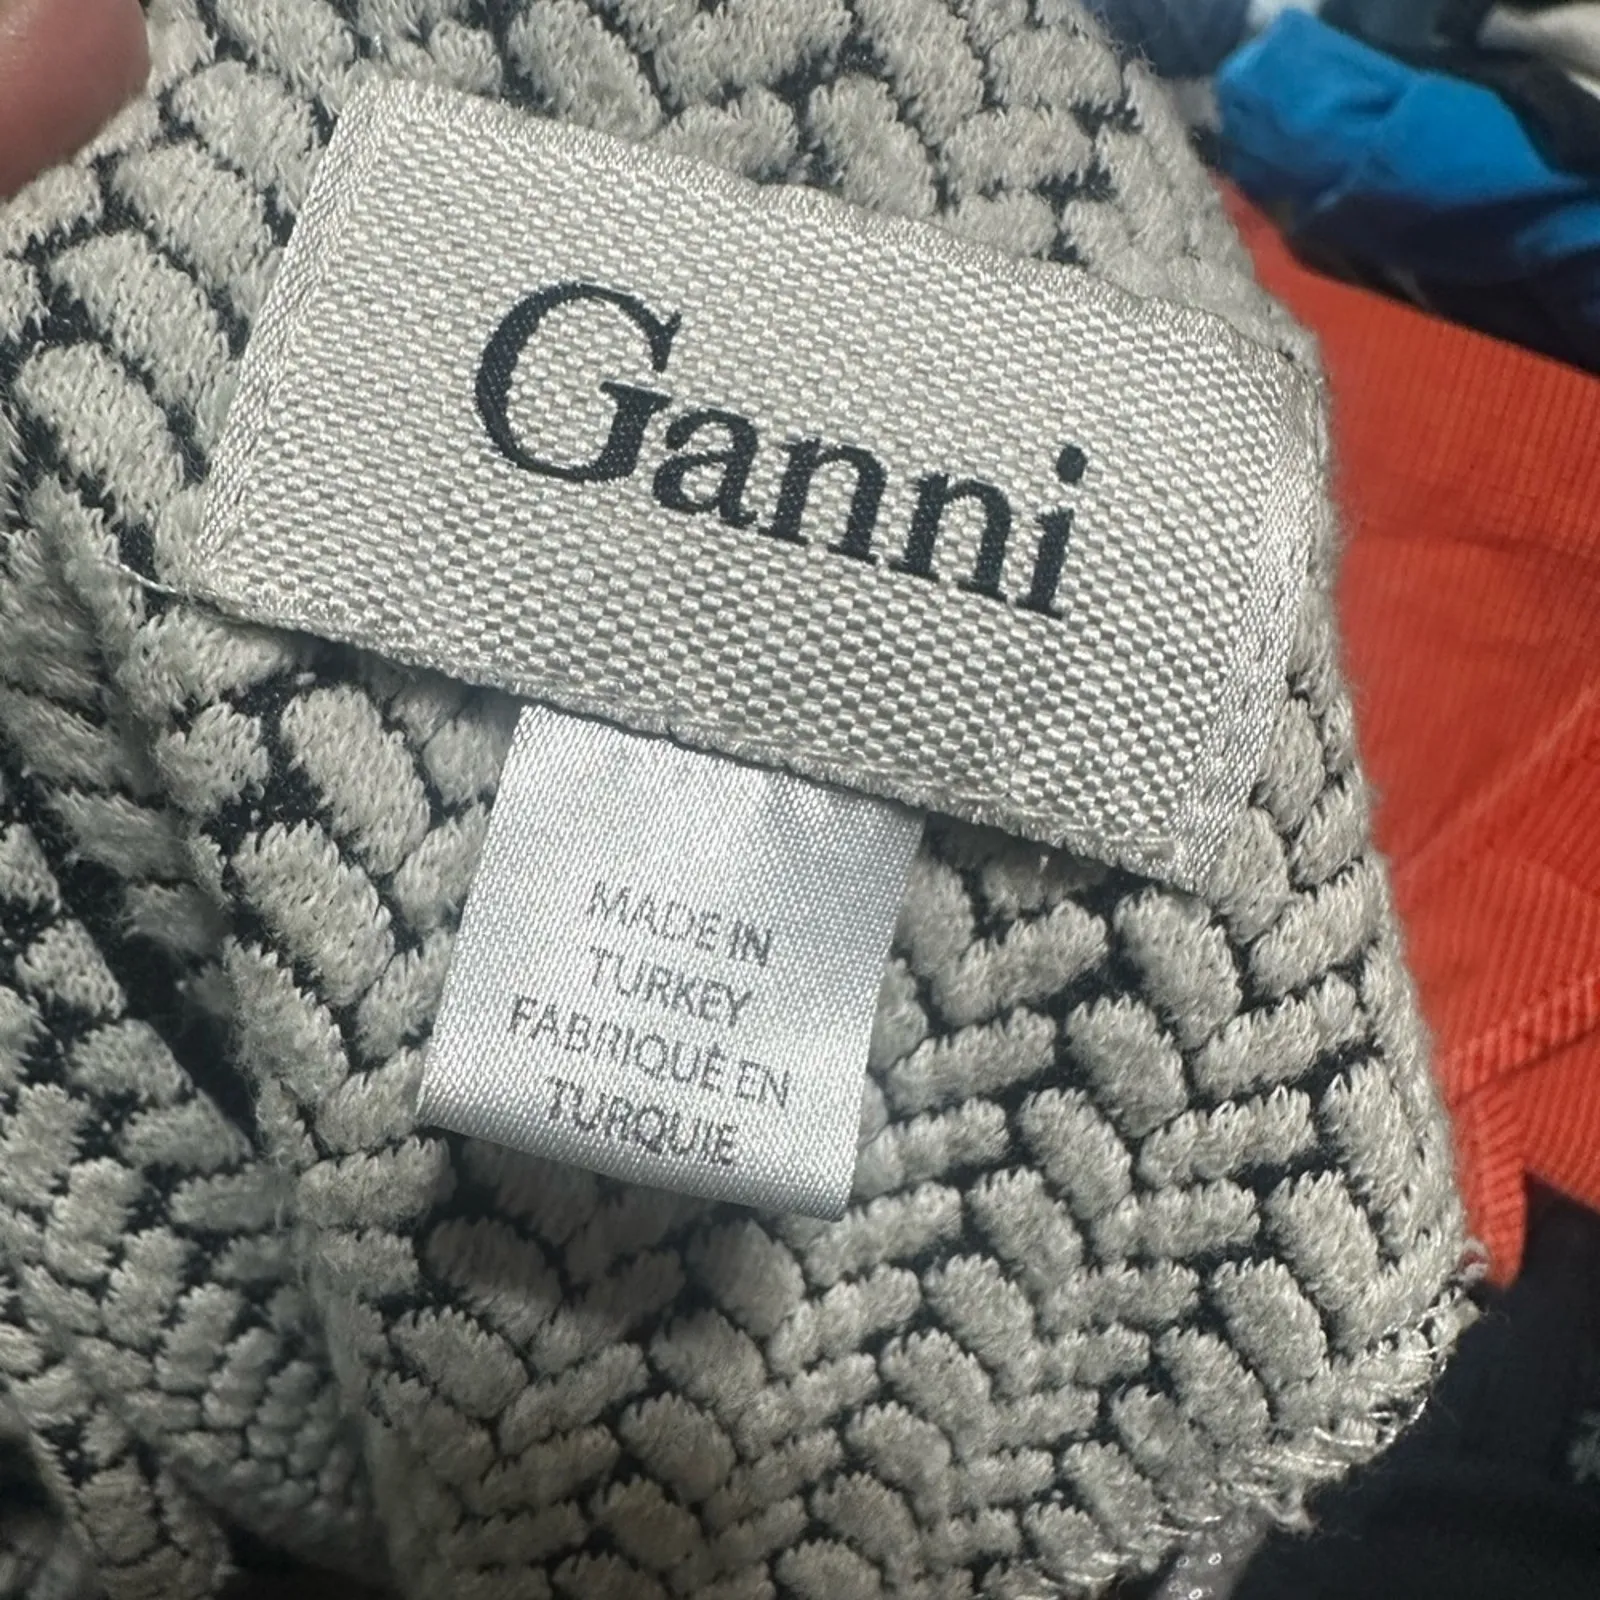 Ganni
MADE IN
TURKEY
FABRIQUÉ EN
TURQUIE